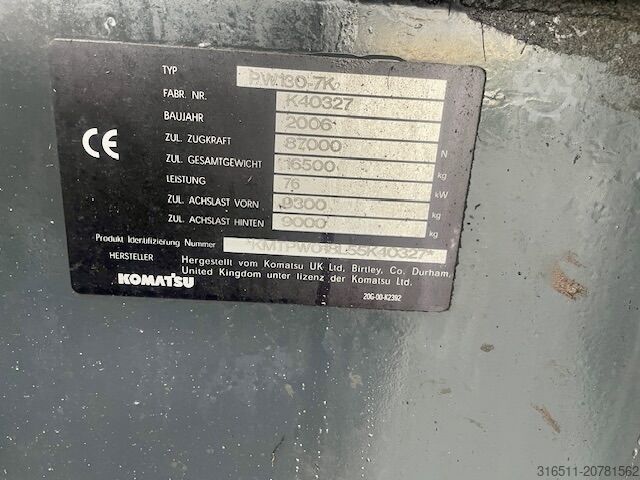 TYP PW130-7K
FABR. NR. K40327
BAUJAHR 2006
ZUL. ZUGKRAFT 87000 N
ZUL. GESAMTGEWICHT 16500 kg
LEISTUNG 76 kW
ZUL. ACHSLAST VORN 9300 kg
ZUL. ACHSLAST HINTEN 9000 kg
CE
Produkt Identifizierung Nummer *KMTPW018L55K40327*
HERSTELLER Hergestellt vom Komatsu UK Ltd, Birtley, Co. Durham,
United Kingdom unter lizenz der Komatsu Ltd.
KOMATSU
20G-00-K2392
316511-20781562